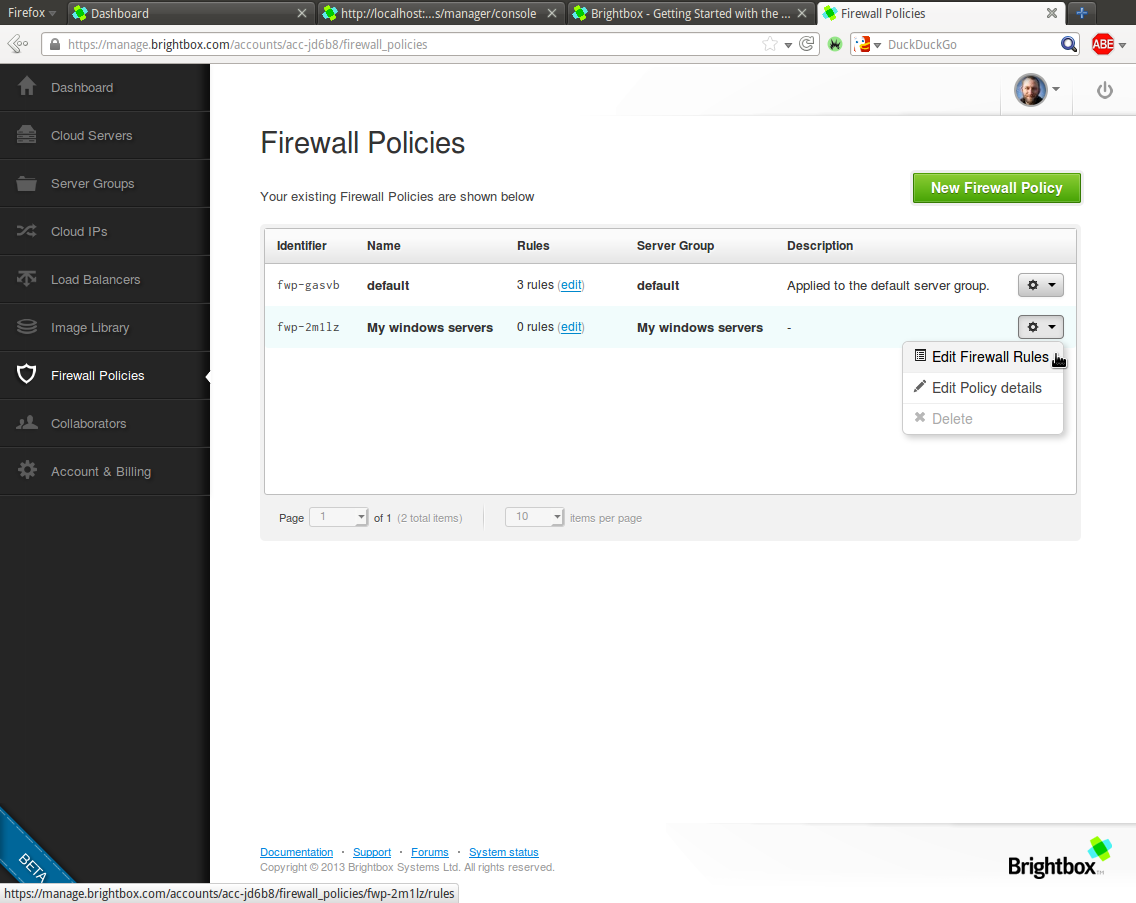 Firefox
Dashboard
http://localhost:...s/manager/console
Brightbox - Getting Started with the ...
Firewall Policies
https://manage.brightbox.com/accounts/acc-jd6b8/firewall_policies
DuckDuckGo
ABE
Dashboard
Cloud Servers
Server Groups
Cloud IPs
Load Balancers
Image Library
Firewall Policies
Collaborators
Account & Billing
BETA
Firewall Policies
Your existing Firewall Policies are shown below
New Firewall Policy
Identifier Name Rules Server Group Description
fwp-gasvb default 3 rules (edit) default Applied to the default server group.
fwp-2m1lz My windows servers 0 rules (edit) My windows servers -
Edit Firewall Rules
Edit Policy details
Delete
Page 1 of 1 (2 total items) 10 items per page
Documentation · Support · Forums · System status
Copyright © 2013 Brightbox Systems Ltd. All rights reserved.
Brightbox™
https://manage.brightbox.com/accounts/acc-jd6b8/firewall_policies/fwp-2m1lz/rules